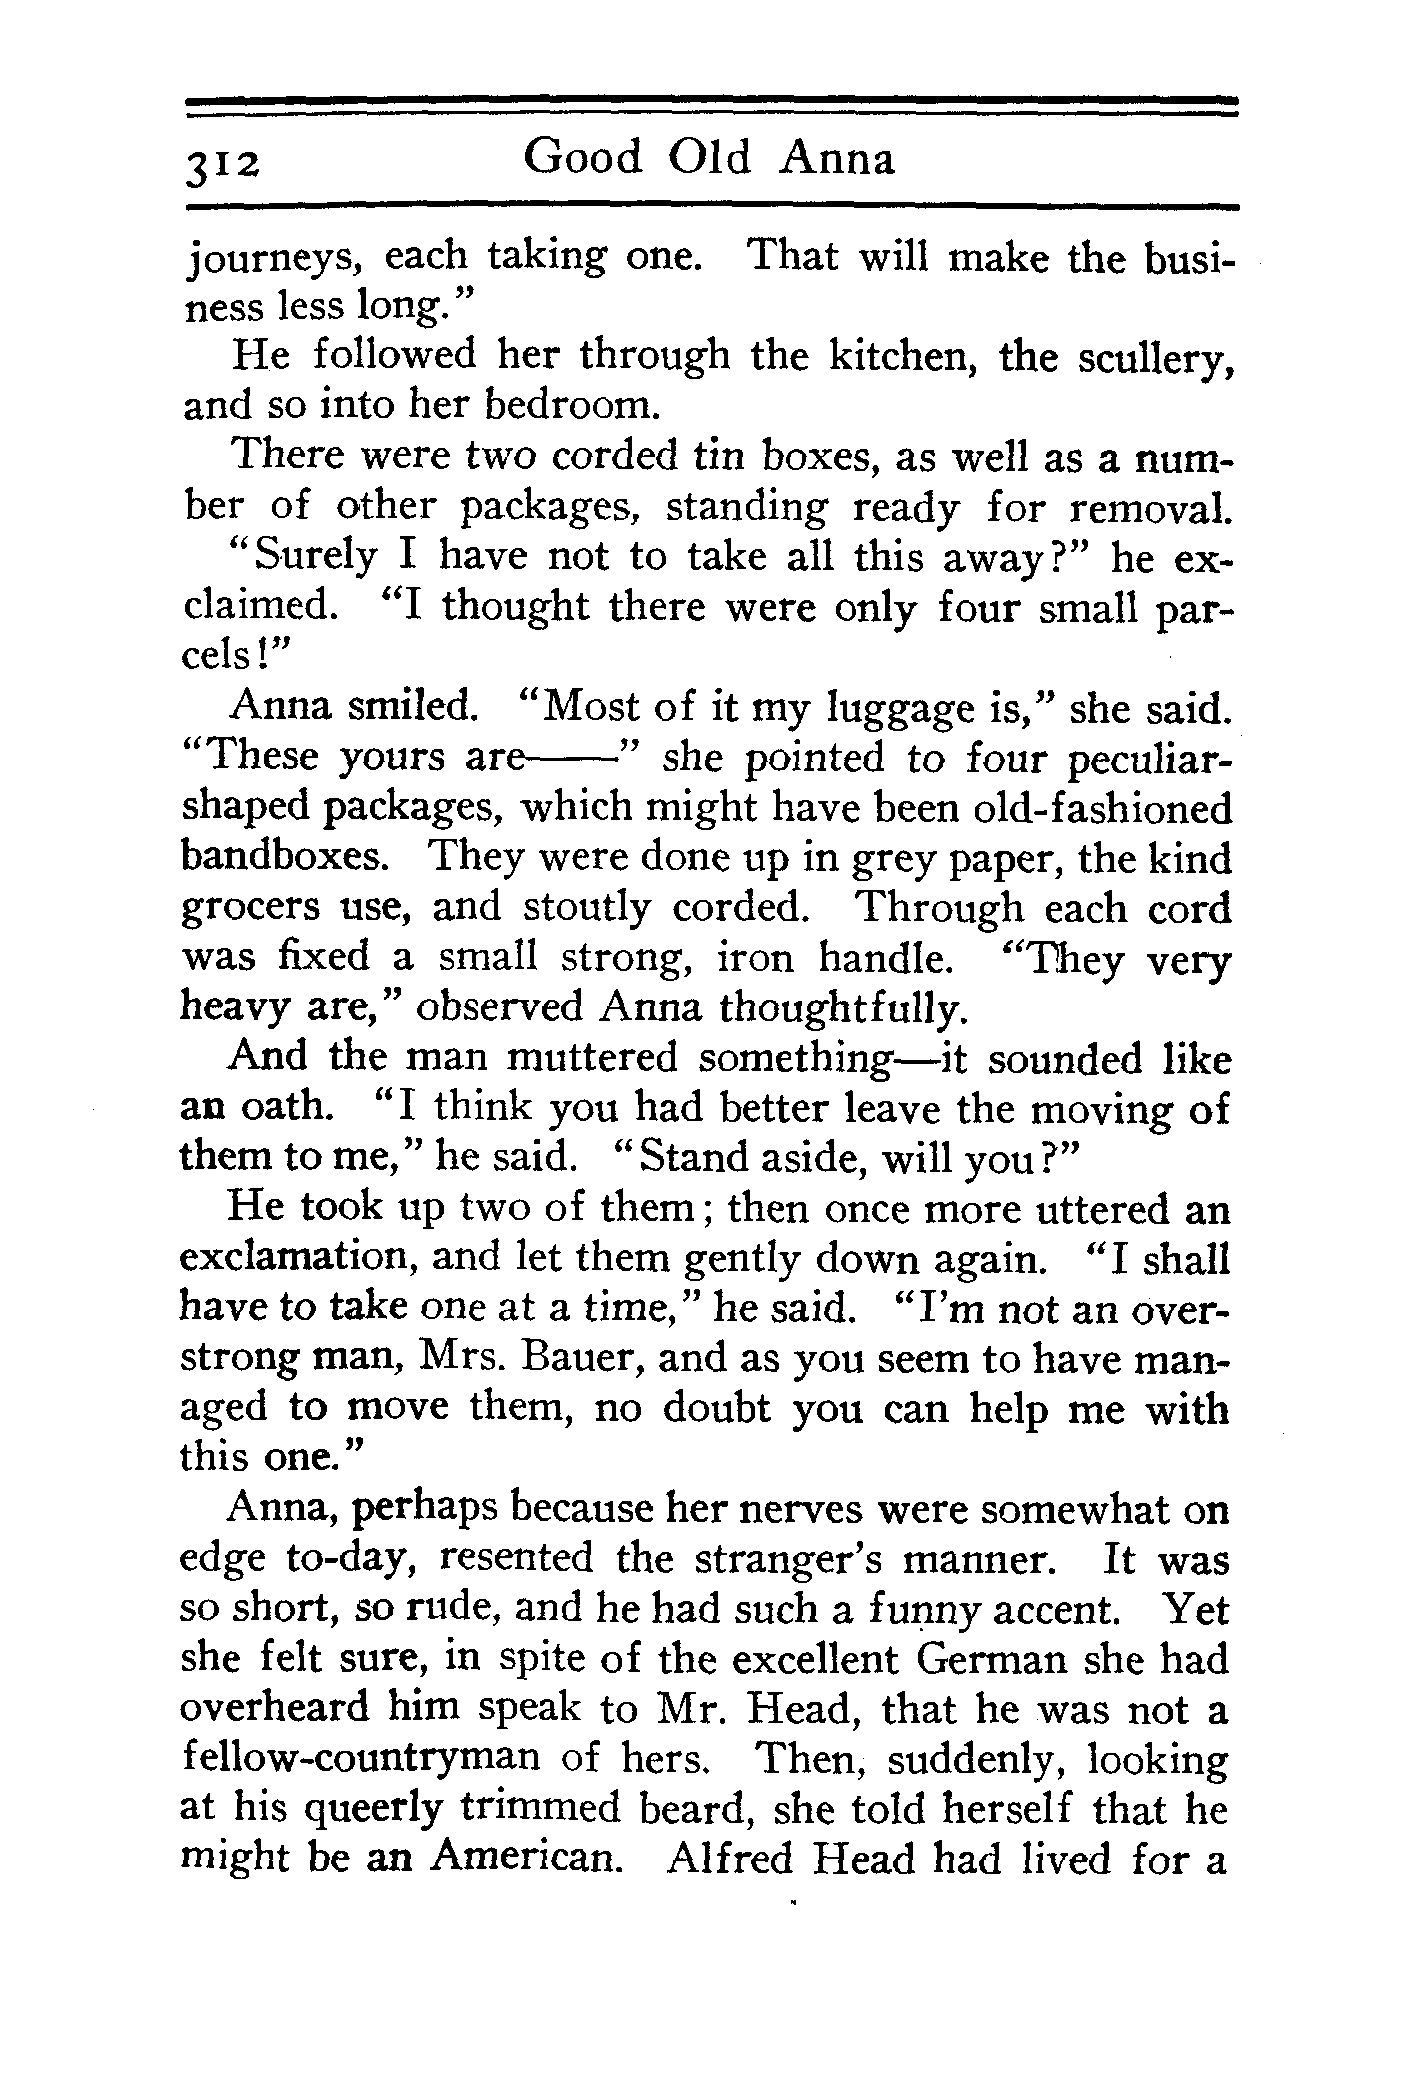 312 Good Old Anna
journeys, each taking one. That will make the busi-
ness less long."
He followed her through the kitchen, the scullery,
and so into her bedroom.
There were two corded tin boxes, as well as a num-
ber of other packages, standing ready for removal.
"Surely I have not to take all this away?" he ex-
claimed. "I thought there were only four small par-
cels!"
Anna smiled. "Most of it my luggage is," she said.
"These yours are——" she pointed to four peculiar-
shaped packages, which might have been old-fashioned
bandboxes. They were done up in grey paper, the kind
grocers use, and stoutly corded. Through each cord
was fixed a small strong, iron handle. "They very
heavy are," observed Anna thoughtfully.
And the man muttered something—it sounded like
an oath. "I think you had better leave the moving of
them to me," he said. "Stand aside, will you?"
He took up two of them; then once more uttered an
exclamation, and let them gently down again. "I shall
have to take one at a time," he said. "I'm not an over-
strong man, Mrs. Bauer, and as you seem to have man-
aged to move them, no doubt you can help me with
this one."
Anna, perhaps because her nerves were somewhat on
edge to-day, resented the stranger's manner. It was
so short, so rude, and he had such a funny accent. Yet
she felt sure, in spite of the excellent German she had
overheard him speak to Mr. Head, that he was not a
fellow-countryman of hers. Then, suddenly, looking
at his queerly trimmed beard, she told herself that he
might be an American. Alfred Head had lived for a